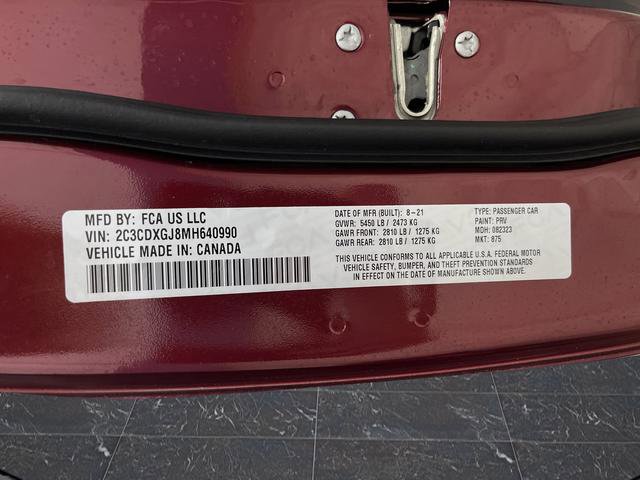 MFD BY: FCA US LLC
VIN: 2C3CDXGJ8MH640990
VEHICLE MADE IN: CANADA
DATE OF MFR (BUILT): 8-21
GVWR: 5450 LB / 2473 KG
GAWR FRONT: 2810 LB / 1275 KG
GAWR REAR: 2810 LB / 1275 KG
TYPE: PASSENGER CAR
PAINT: PRV
MDH: 082323
MKT: 875
THIS VEHICLE CONFORMS TO ALL APPLICABLE U.S.A. FEDERAL MOTOR
VEHICLE SAFETY, BUMPER, AND THEFT PREVENTION STANDARDS
IN EFFECT ON THE DATE OF MANUFACTURE SHOWN ABOVE.